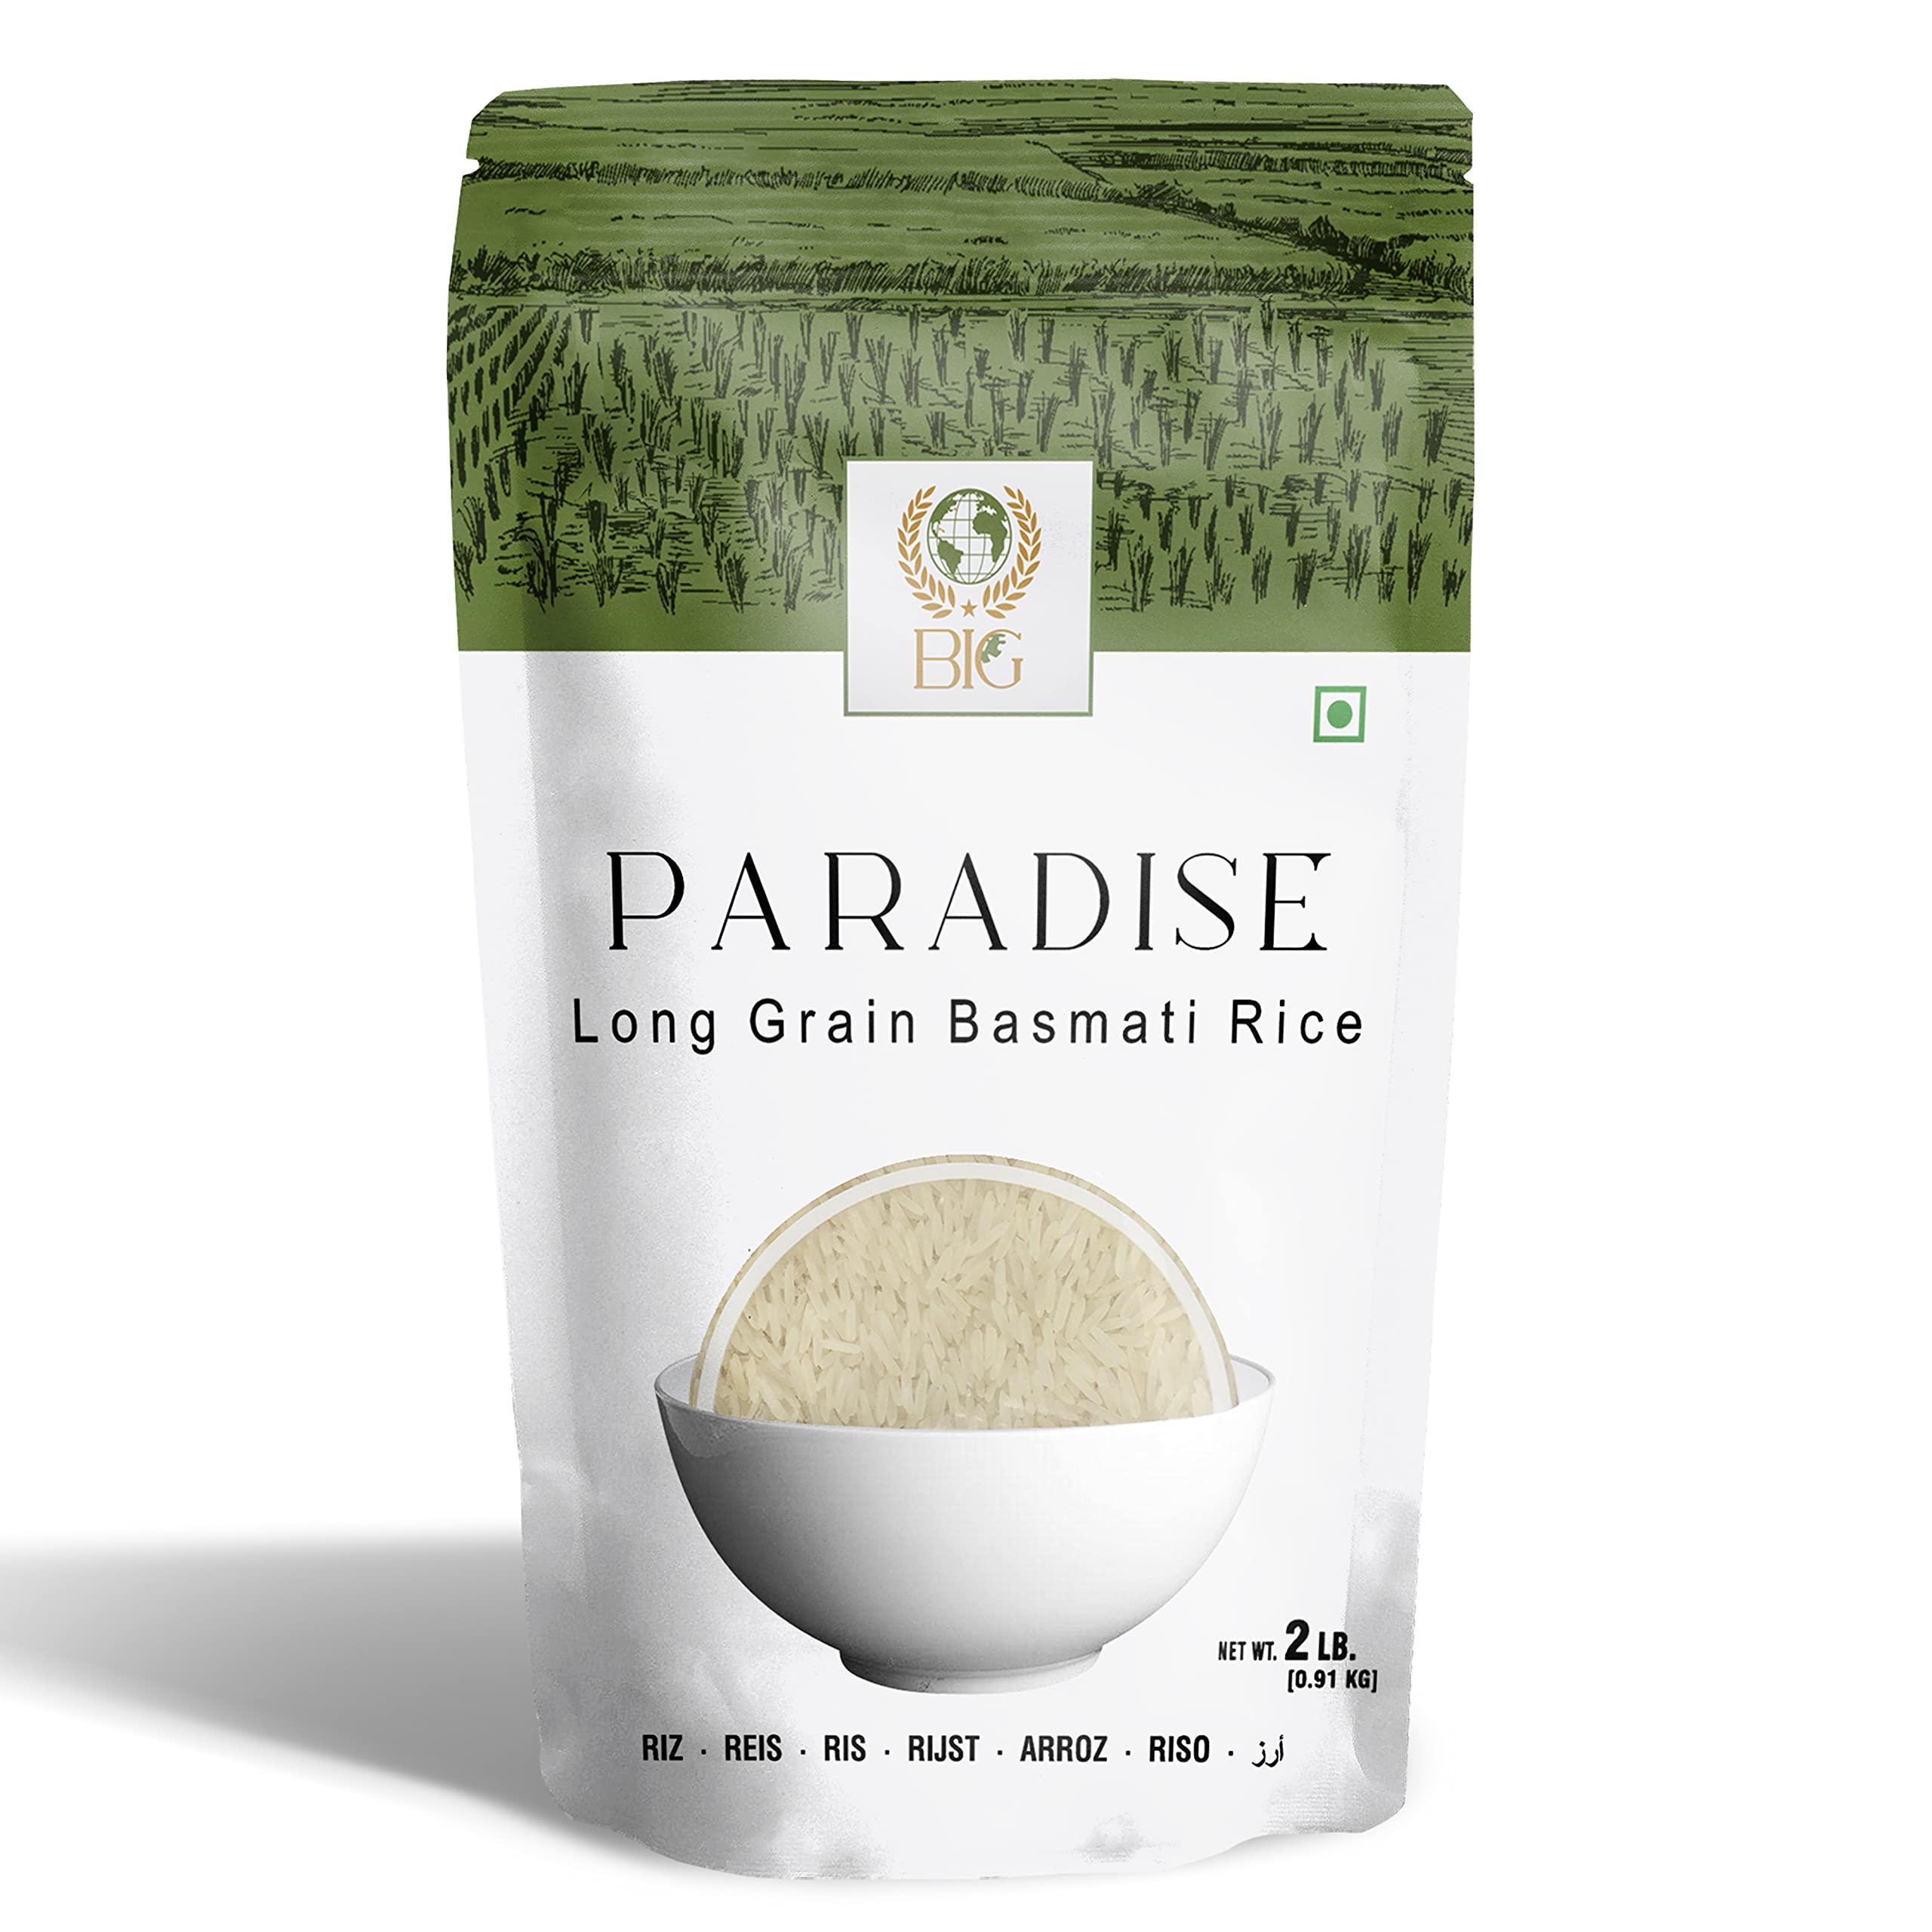 BIG
PARADISE
Long Grain Basmati Rice
NET WT. 2 LB.
[0.91 KG]
RIZ · REIS · RIS · RIJST · ARROZ · RISO · أرز